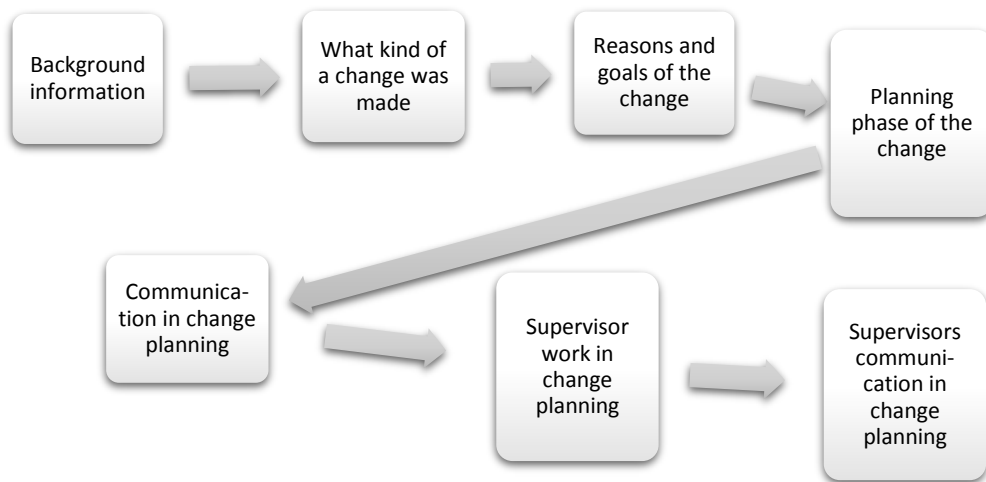 Background
information
What kind of
a change was
made
Reasons and
goals of the
change
Planning
phase of the
change
Communica-
tion in change
planning
Supervisor
work in
change
planning
Supervisors
communi-
cation in
change
planning